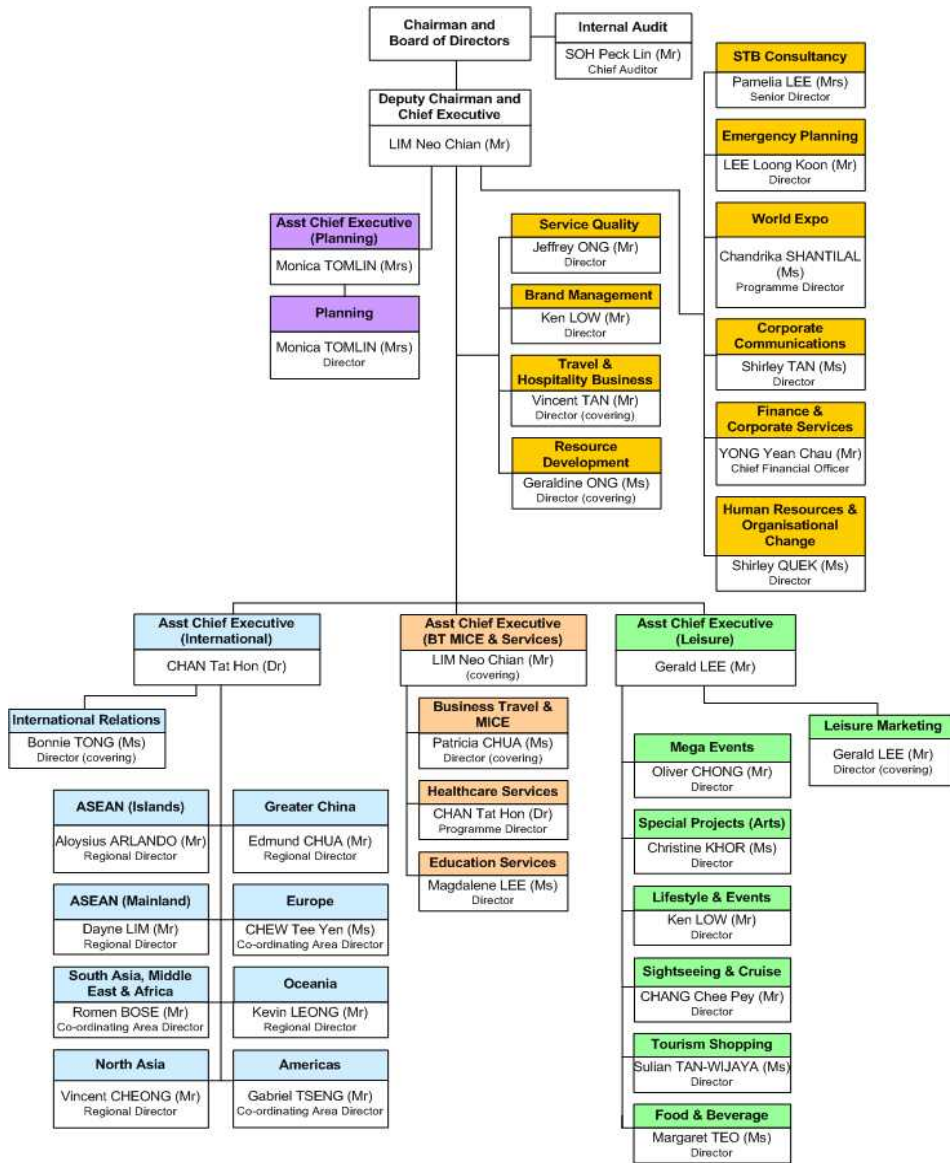 Chairman and
Board of Directors
Internal Audit
SOH Peck Lin (Mr)
Chief Auditor
Deputy Chairman and
Chief Executive
LIM Neo Chian (Mr)
STB Consultancy
Pamelia LEE (Mrs)
Senior Director
Emergency Planning
LEE Loong Koon (Mr)
Director
World Expo
Chandrika SHANTILAL
(Ms)
Programme Director
Corporate
Communications
Shirley TAN (Ms)
Director
Finance &
Corporate Services
YONG Yean Chau (Mr)
Chief Financial Officer
Human Resources &
Organisational
Change
Shirley QUEK (Ms)
Director
Asst Chief Executive
(Planning)
Monica TOMLIN (Mrs)
Planning
Monica TOMLIN (Mrs)
Director
Service Quality
Jeffrey ONG (Mr)
Director
Brand Management
Ken LOW (Mr)
Director
Travel &
Hospitality Business
Vincent TAN (Mr)
Director (covering)
Resource
Development
Geraldine ONG (Ms)
Director (covering)
Asst Chief Executive
(International)
CHAN Tat Hon (Dr)
International Relations
Bonnie TONG (Ms)
Director (covering)
ASEAN (Islands)
Aloysius ARLANDO (Mr)
Regional Director
Greater China
Edmund CHUA (Mr)
Regional Director
ASEAN (Mainland)
Dayne LIM (Mr)
Regional Director
Europe
CHEW Tee Yen (Ms)
Co-ordinating Area Director
South Asia, Middle
East & Africa
Romen BOSE (Mr)
Co-ordinating Area Director
Oceania
Kevin LEONG (Mr)
Regional Director
North Asia
Vincent CHEONG (Mr)
Regional Director
Americas
Gabriel TSENG (Mr)
Co-ordinating Area Director
Asst Chief Executive
(BT MICE & Services)
LIM Neo Chian (Mr)
(covering)
Business Travel &
MICE
Patricia CHUA (Ms)
Director (covering)
Healthcare Services
CHAN Tat Hon (Dr)
Programme Director
Education Services
Magdalene LEE (Ms)
Director
Asst Chief Executive
(Leisure)
Gerald LEE (Mr)
Leisure Marketing
Gerald LEE (Mr)
Director (covering)
Mega Events
Oliver CHONG (Mr)
Director
Special Projects (Arts)
Christine KHOR (Ms)
Director
Lifestyle & Events
Ken LOW (Mr)
Director
Sightseeing & Cruise
CHANG Chee Pey (Mr)
Director
Tourism Shopping
Sulian TAN-WIJAYA (Ms)
Director
Food & Beverage
Margaret TEO (Ms)
Director